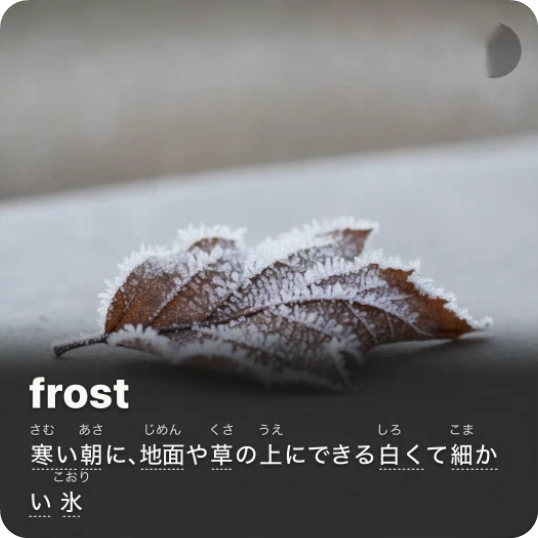 frost
さむ あさ じめん くさ うえ しろ こま
寒い朝に、地面や草の上にできる白くて細か
こおり
い 氷